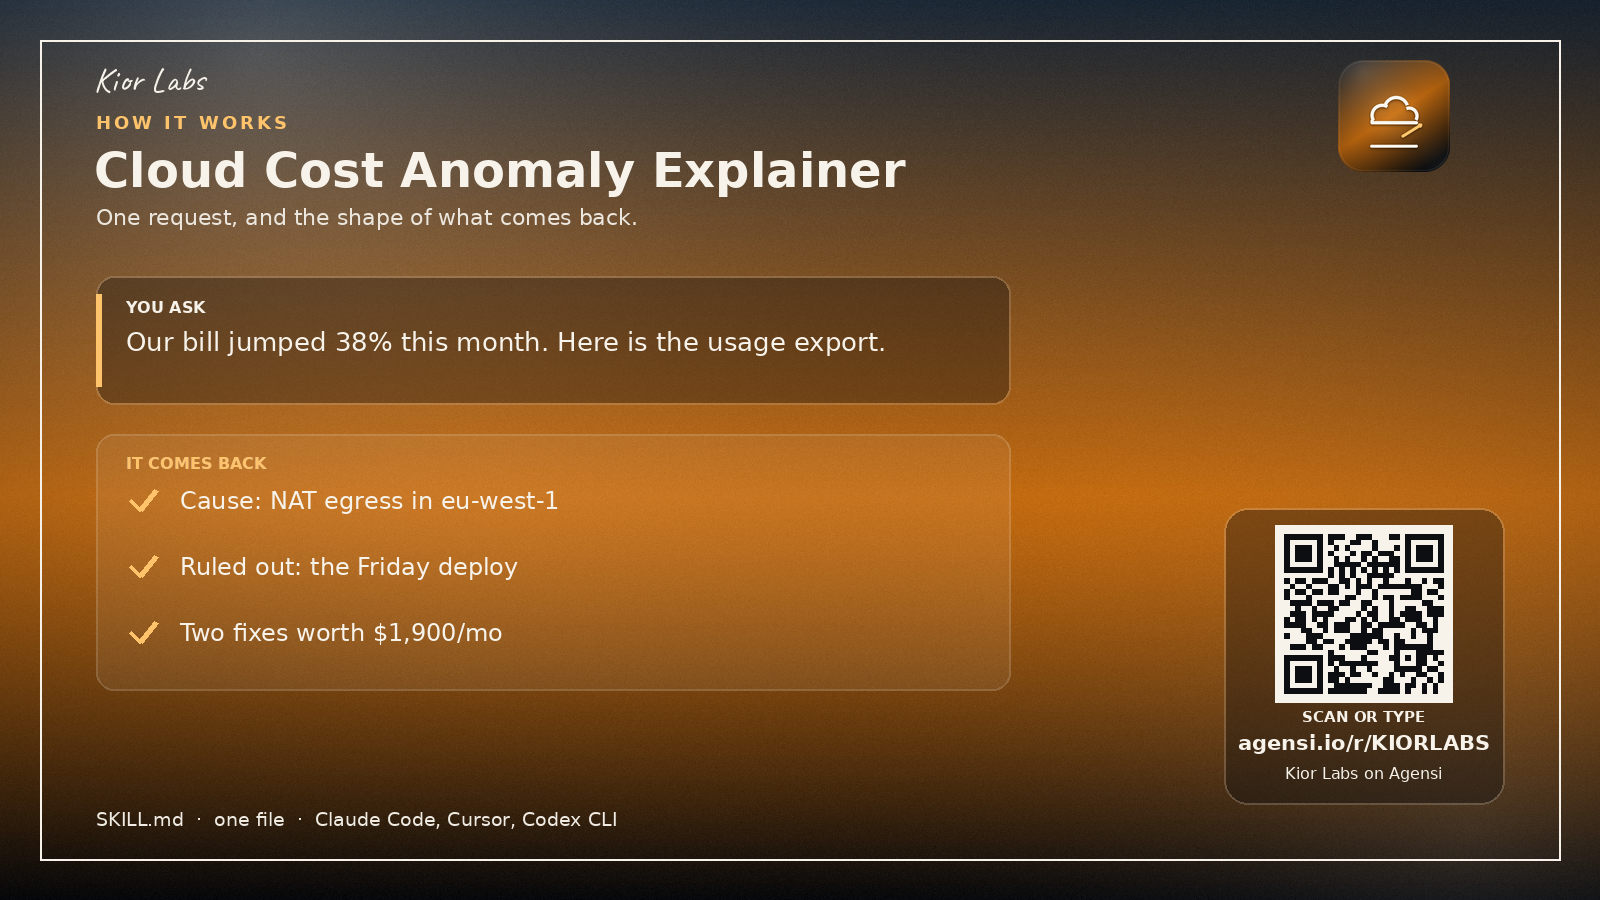 Kior Labs
HOW IT WORKS
Cloud Cost Anomaly Explainer
One request, and the shape of what comes back.
YOU ASK
Our bill jumped 38% this month. Here is the usage export.
IT COMES BACK
Cause: NAT egress in eu-west-1
Ruled out: the Friday deploy
Two fixes worth $1,900/mo
SCAN OR TYPE
agensi.io/r/KIORLABS
Kior Labs on Agensi
SKILL.md · one file · Claude Code, Cursor, Codex CLI